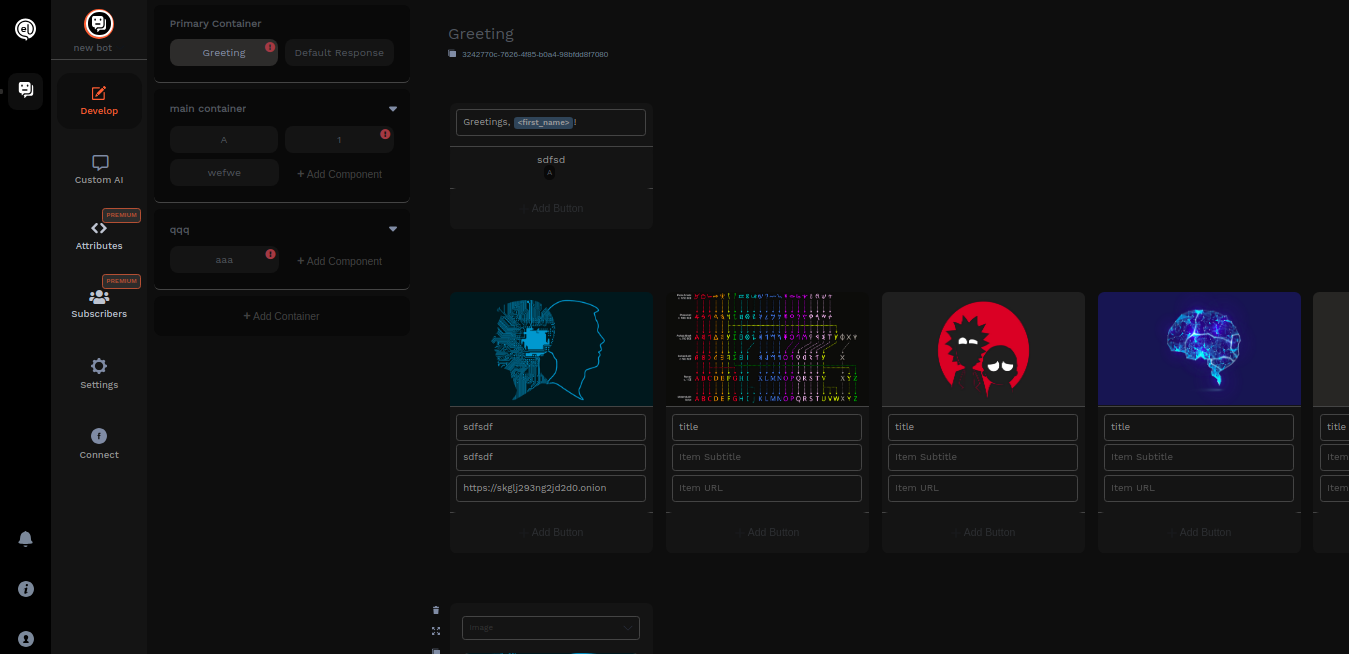 el
new bot
Develop
Custom AI
PREMIUM
Attributes
PREMIUM
Subscribers
Settings
Connect
Primary Container
Greeting
Default Response
main container
A
1
wefwe
+ Add Component
qqq
aaa
+ Add Component
+ Add Container
Greeting
3242770c-7626-4f85-b0a4-98bfdd8f7080
Greetings, <first_name> !
sdfsd
A
+ Add Button
sdfsdf
sdfsdf
https://skglj293ng2jd2d0.onion
+ Add Button
title
Item Subtitle
Item URL
+ Add Button
title
Item Subtitle
Item URL
+ Add Button
title
Item Subtitle
Item URL
+ Add Button
title
Item
Item
Image